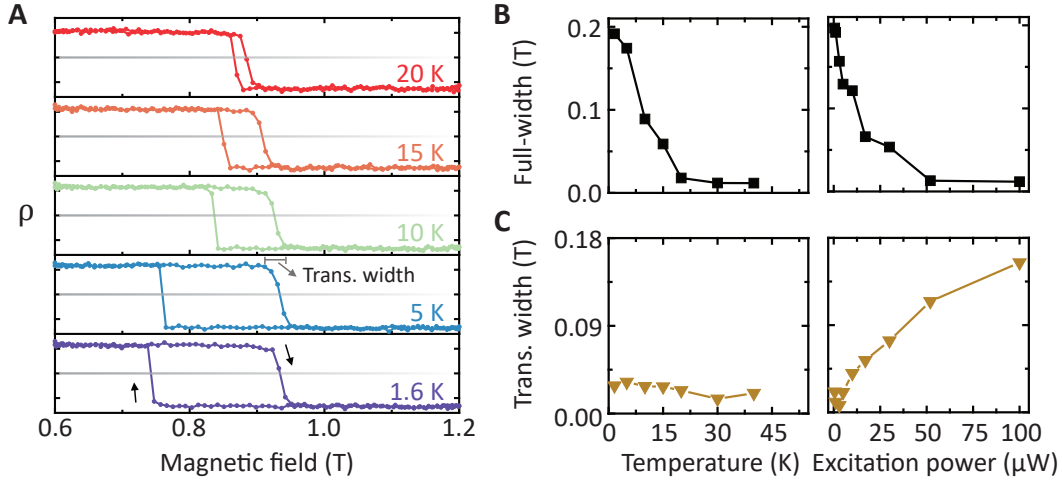 A
ρ
20 K
15 K
10 K
Trans. width
5 K
1.6 K
0.6
0.8
1.0
1.2
Magnetic field (T)
B
Full-width (T)
0.2
0.1
0.0
C
Trans. width (T)
0.18
0.09
0.00
0
15
30
45
Temperature (K)
0
25
50
75
100
Excitation power (µW)